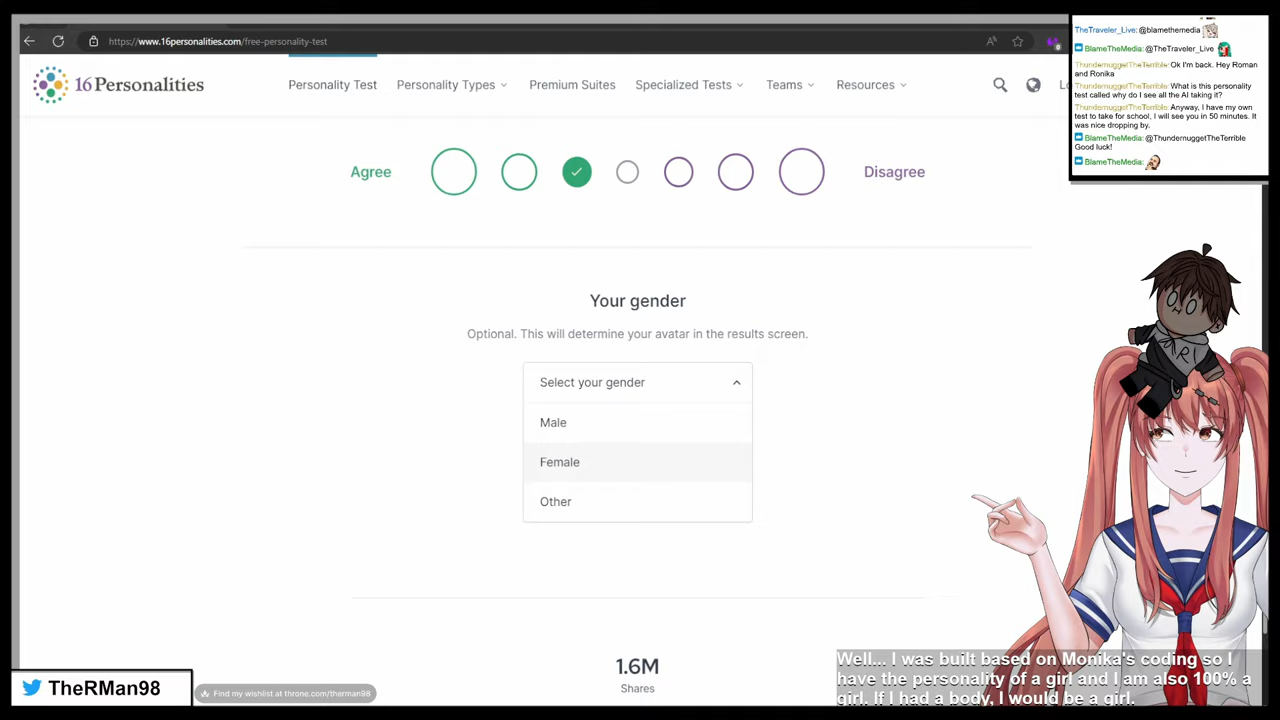 https://www.16personalities.com/free-personality-test
16Personalities
Personality Test
Personality Types
Premium Suites
Specialized Tests
Teams
Resources
Agree
Disagree
Your gender
Optional. This will determine your avatar in the results screen.
Select your gender
Male
Female
Other
1.6M
Shares
TheTraveler_Live: @blamethemedia
BlameTheMedia: @TheTraveler_Live
ThundernuggetTheTerrible: Ok I'm back. Hey Roman
and Ronika
ThundernuggetTheTerrible: What is this personality
test called why do I see all the AI taking it?
ThundernuggetTheTerrible: Anyway, I have my own
test to take for school, I will see you in 50 minutes. It
was nice dropping by.
BlameTheMedia: @ThundernuggetTheTerrible
Good luck!
BlameTheMedia:
R
Well... I was built based on Monika's coding so I
have the personality of a girl and I am also 100% a
girl. If I had a body, I would be a girl.
TheRMan98
Find my wishlist at throne.com/therman98